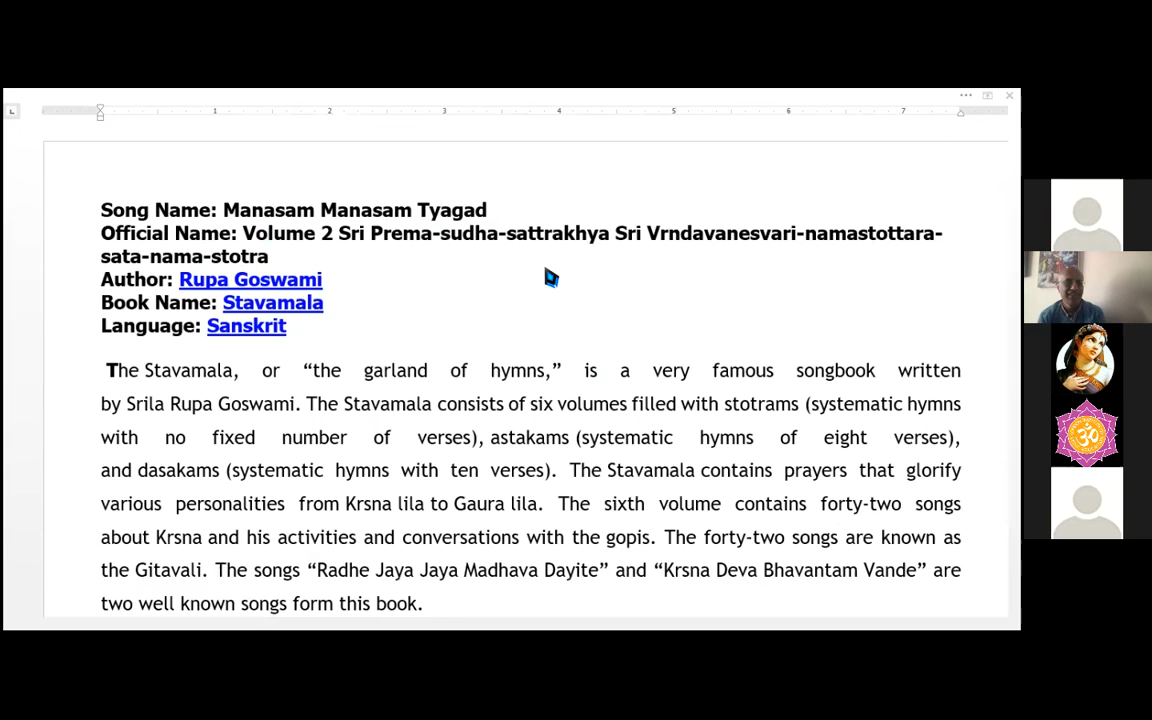 1 2 3 4 5 6 7
Song Name: Manasam Manasam Tyagad
Official Name: Volume 2 Sri Prema-sudha-sattrakhya Sri Vrndavanesvari-namastottara-
sata-nama-stotra
Author: Rupa Goswami
Book Name: Stavamala
Language: Sanskrit
The Stavamala, or “the garland of hymns,” is a very famous songbook written
by Srila Rupa Goswami. The Stavamala consists of six volumes filled with stotrams (systematic hymns
with no fixed number of verses), astakams (systematic hymns of eight verses),
and dasakams (systematic hymns with ten verses). The Stavamala contains prayers that glorify
various personalities from Krsna lila to Gaura lila. The sixth volume contains forty-two songs
about Krsna and his activities and conversations with the gopis. The forty-two songs are known as
the Gitavali. The songs “Radhe Jaya Jaya Madhava Dayite” and “Krsna Deva Bhavantam Vande” are
two well known songs form this book.
ॐ